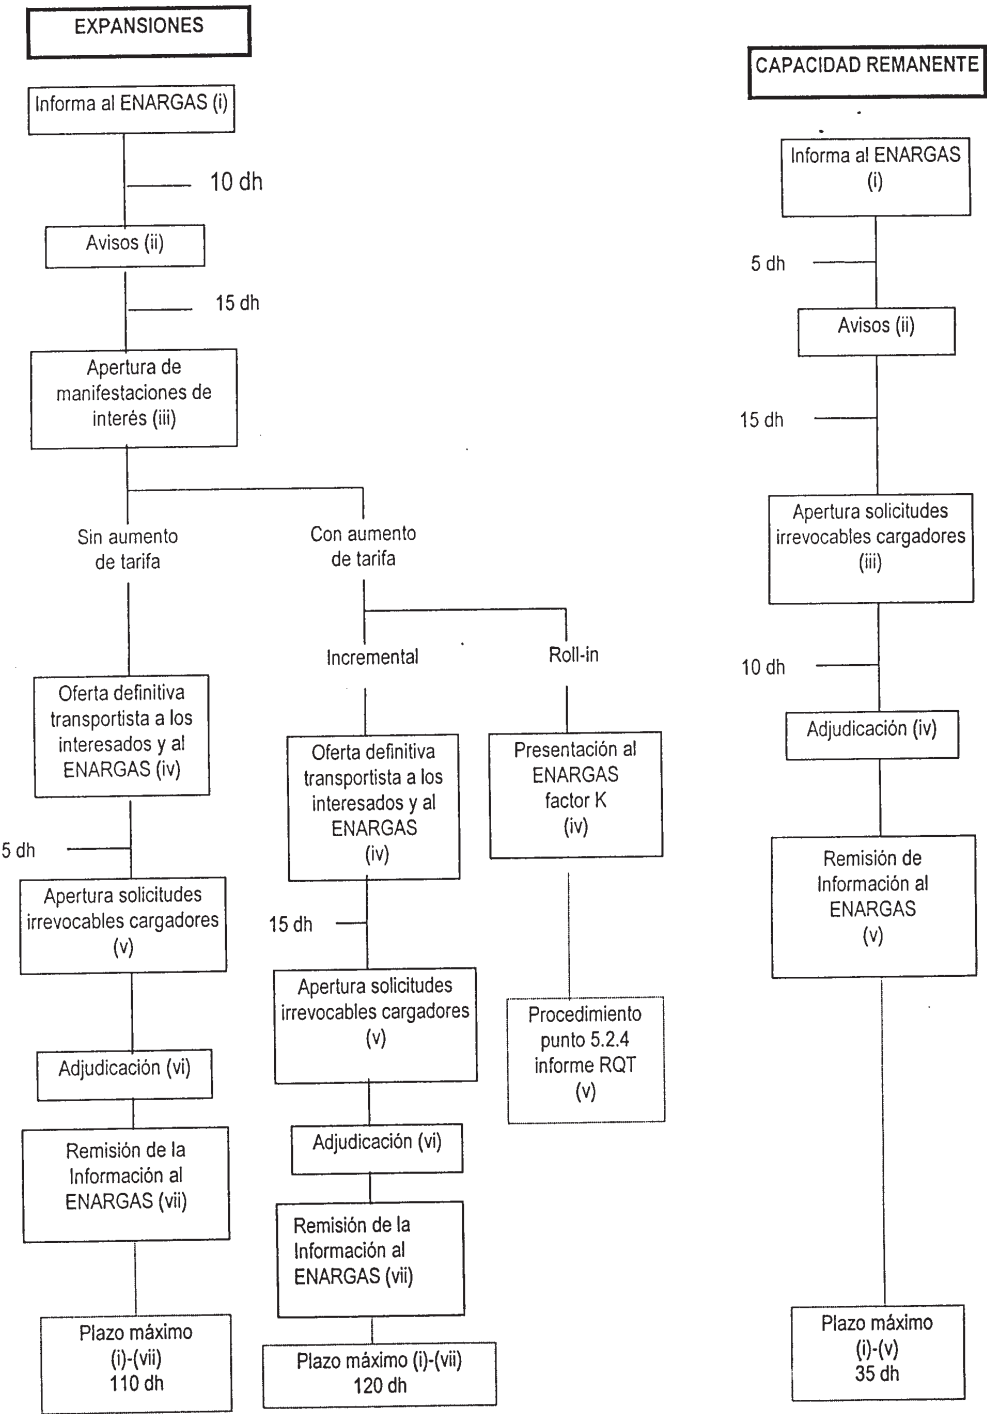 EXPANSIONES
Informa al ENARGAS (i)
10 dh
Avisos (ii)
15 dh
Apertura de
manifestaciones de
interés (iii)
Sin aumento
de tarifa
Con aumento
de tarifa
Incremental
Roll-in
Oferta definitiva
transportista a los
interesados y al
ENARGAS (iv)
5 dh
Apertura solicitudes
irrevocables cargadores
(v)
Adjudicación (vi)
Remisión de la
Información al
ENARGAS (vii)
Plazo máximo
(i)-(vii)
110 dh
Oferta definitiva
transportista a los
interesados y al
ENARGAS
(iv)
15 dh
Apertura solicitudes
irrevocables cargadores
(v)
Adjudicación (vi)
Remisión de la
Información al
ENARGAS (vii)
Plazo máximo (i)-(vii)
120 dh
Presentación al
ENARGAS
factor K
(iv)
Procedimiento
punto 5.2.4
informe RQT
(v)
CAPACIDAD REMANENTE
Informa al ENARGAS
(i)
5 dh
Avisos (ii)
15 dh
Apertura solicitudes
irrevocables cargadores
(iii)
10 dh
Adjudicación (iv)
Remisión de
Información al
ENARGAS
(v)
Plazo máximo
(i)-(v)
35 dh